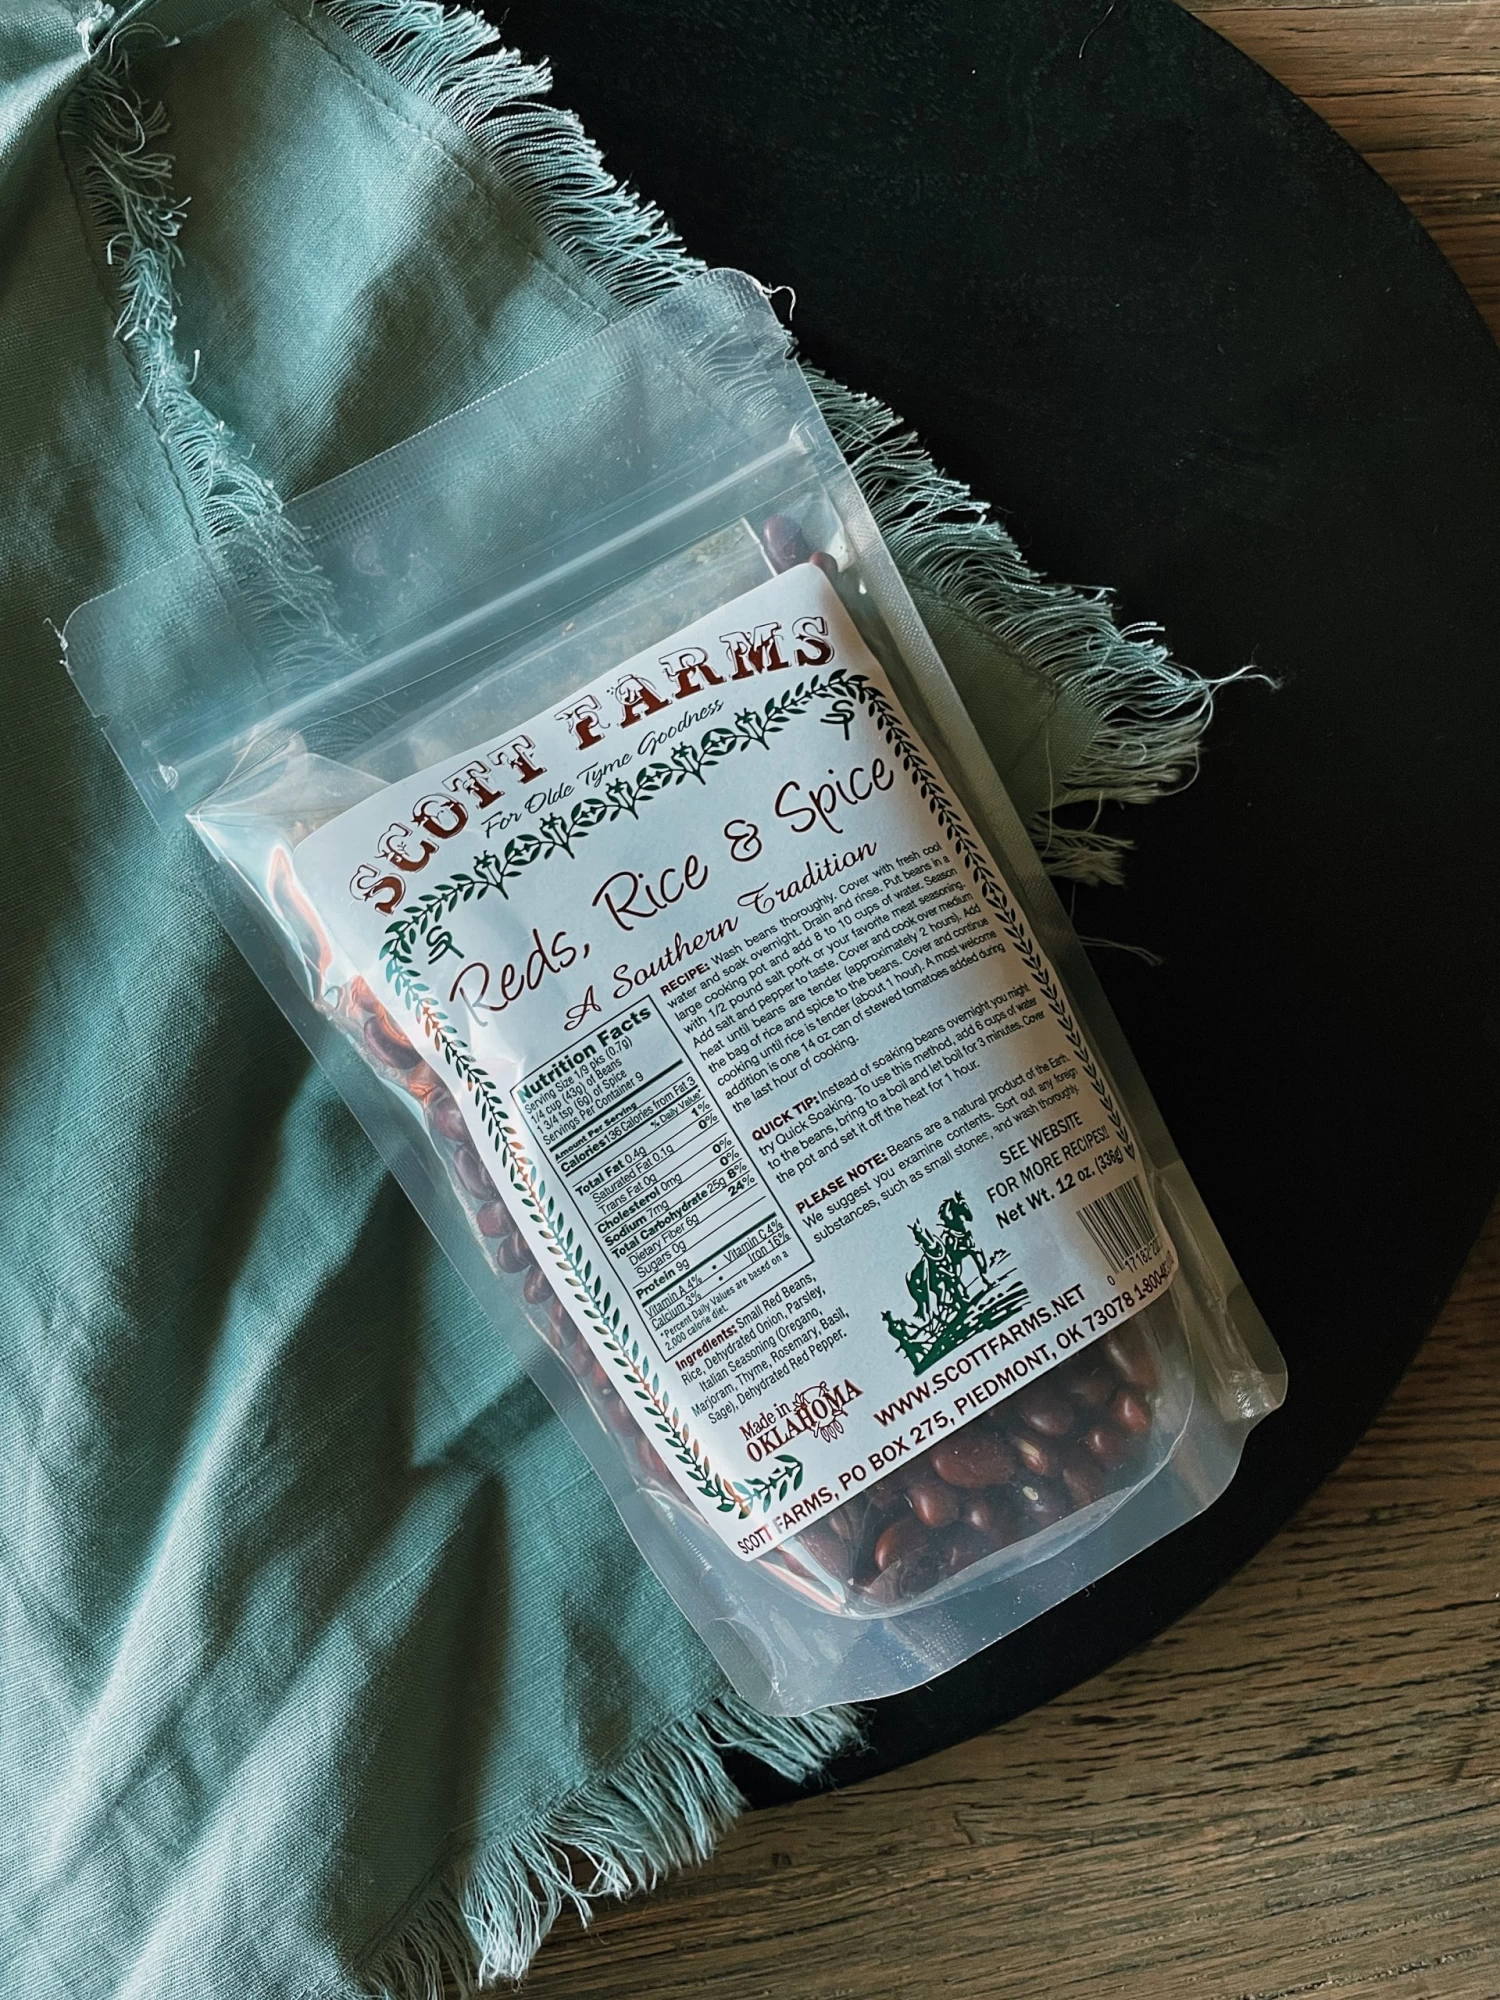 SCOTT FARMS
For Olde Tyme Goodness
Reds, Rice & Spice
A Southern Tradition
RECIPE: Wash beans thoroughly. Cover with fresh cool
water and soak overnight. Drain and rinse. Put beans in a
large cooking pot and add 8 to 10 cups of water. Season
with 1/2 pound salt pork or your favorite meat seasoning.
Add salt and pepper to taste. Cover and cook over medium
heat until beans are tender (approximately 2 hours). Add
the bag of rice and spice to the beans. Cover and continue
cooking until rice is tender (about 1 hour). A most welcome
addition is one 14 oz can of stewed tomatoes added during
the last hour of cooking.
QUICK TIP: Instead of soaking beans overnight you might
try Quick Soaking. To use this method, add 6 cups of water
to the beans, bring to a boil and let boil for 3 minutes. Cover
the pot and set it off the heat for 1 hour.
PLEASE NOTE: Beans are a natural product of the Earth.
We suggest you examine contents. Sort out any foreign
substances, such as small stones, and wash thoroughly.
SEE WEBSITE
FOR MORE RECIPES!!
Net Wt. 12 oz. (336g)
Nutrition Facts
Serving Size 1/9 pks (0.7g)
1/4 cup (43g) of Beans
1 3/4 tsp (6g) of Spice
Servings Per Container 9
Amount Per Serving
Calories 136 Calories from Fat 3
% Daily Value*
Total Fat 0.4g 1%
Saturated Fat 0.1g 0%
Trans Fat 0g
Cholesterol 0mg 0%
Sodium 7mg 0%
Total Carbohydrate 25g 8%
Dietary Fiber 6g 24%
Sugars 0g
Protein 9g
Vitamin A 4% • Vitamin C 4%
Calcium 3% • Iron 16%
*Percent Daily Values are based on a
2,000 calorie diet.
Ingredients: Small Red Beans,
Rice, Dehydrated Onion, Parsley,
Italian Seasoning (Oregano,
Marjoram, Thyme, Rosemary, Basil,
Sage), Dehydrated Red Pepper.
Made in
OKLAHOMA
0 17182
WWW.SCOTTFARMS.NET
SCOTT FARMS, PO BOX 275, PIEDMONT, OK 73078 1-800